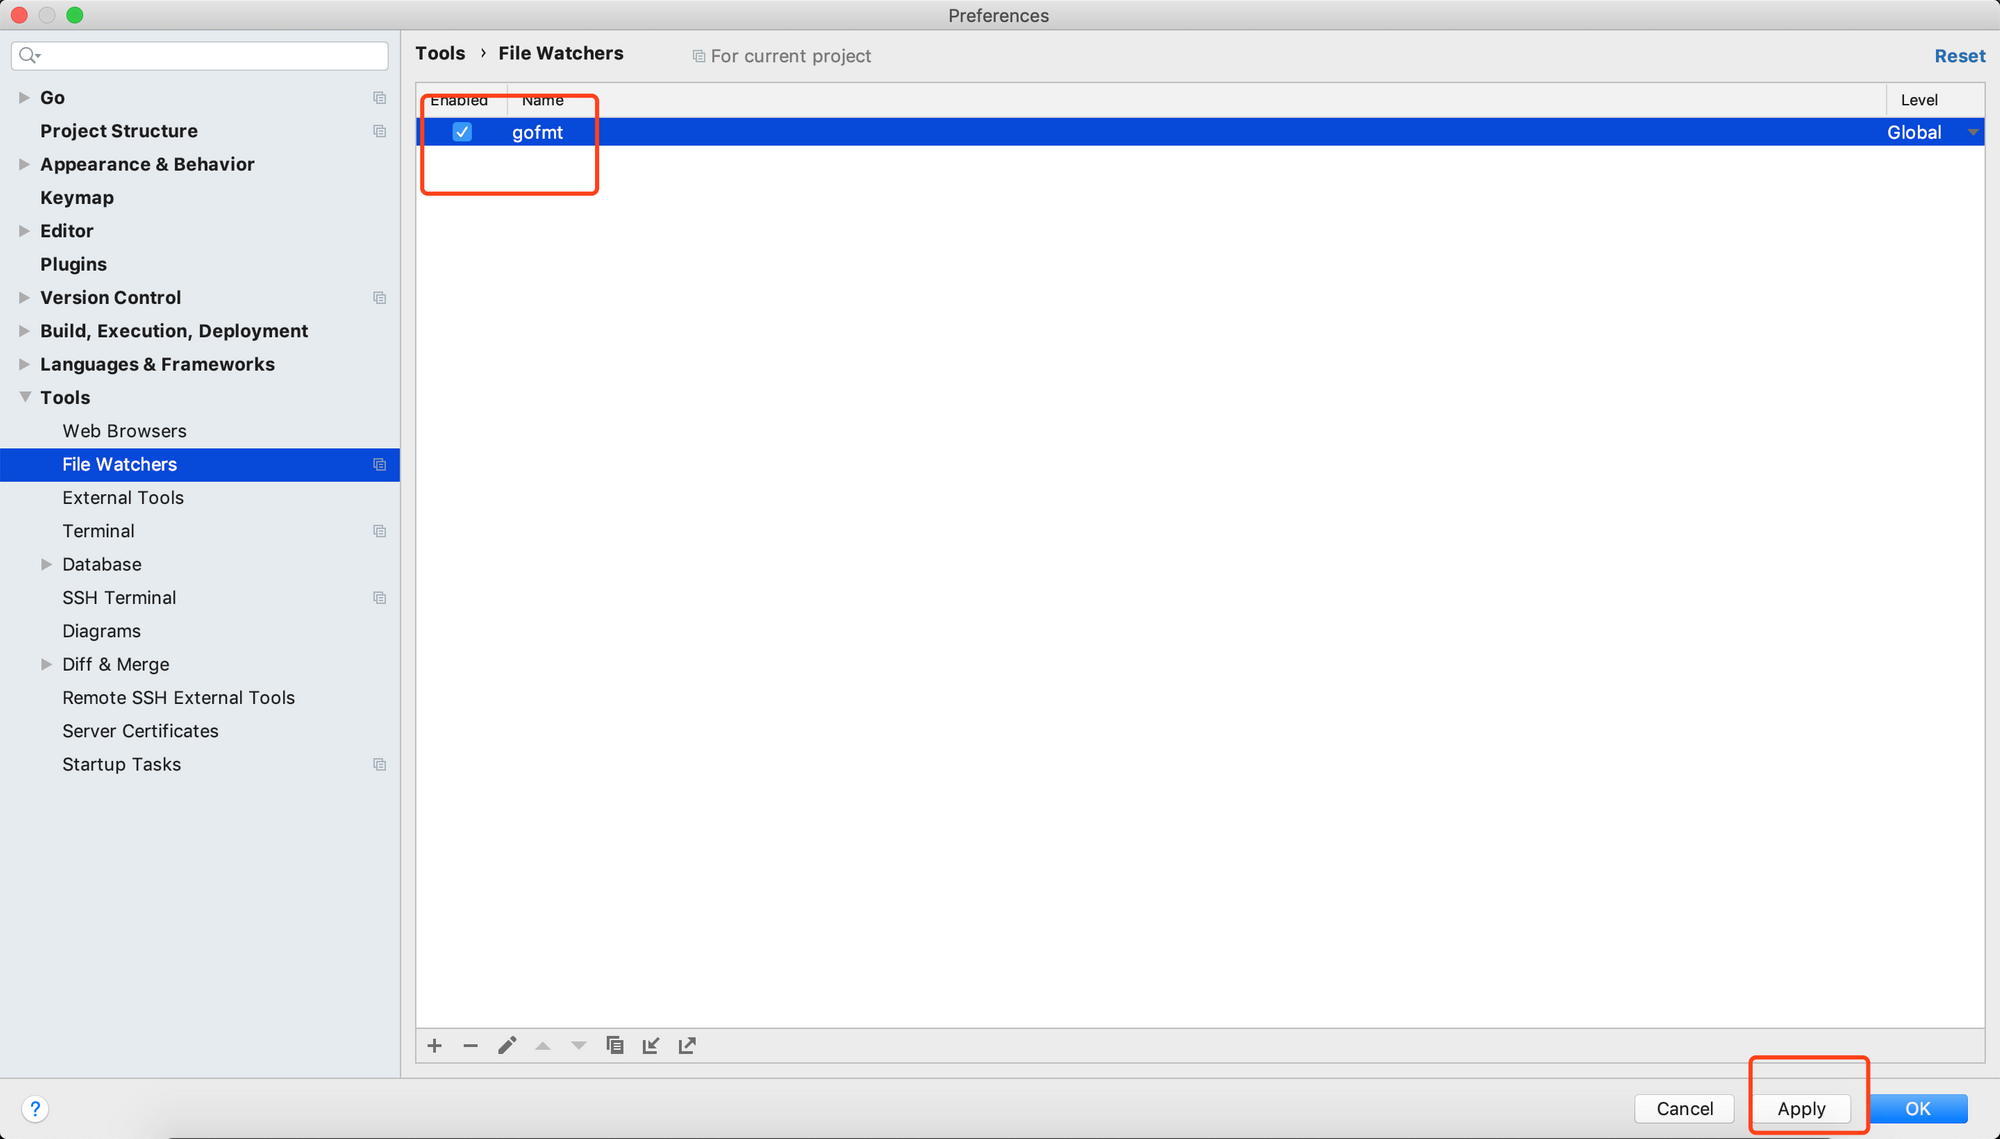 Preferences
Tools › File Watchers
For current project
Reset
Go
Project Structure
Appearance & Behavior
Keymap
Editor
Plugins
Version Control
Build, Execution, Deployment
Languages & Frameworks
Tools
Web Browsers
File Watchers
External Tools
Terminal
Database
SSH Terminal
Diagrams
Diff & Merge
Remote SSH External Tools
Server Certificates
Startup Tasks
Enabled Name Level
gofmt Global
?
Cancel Apply OK